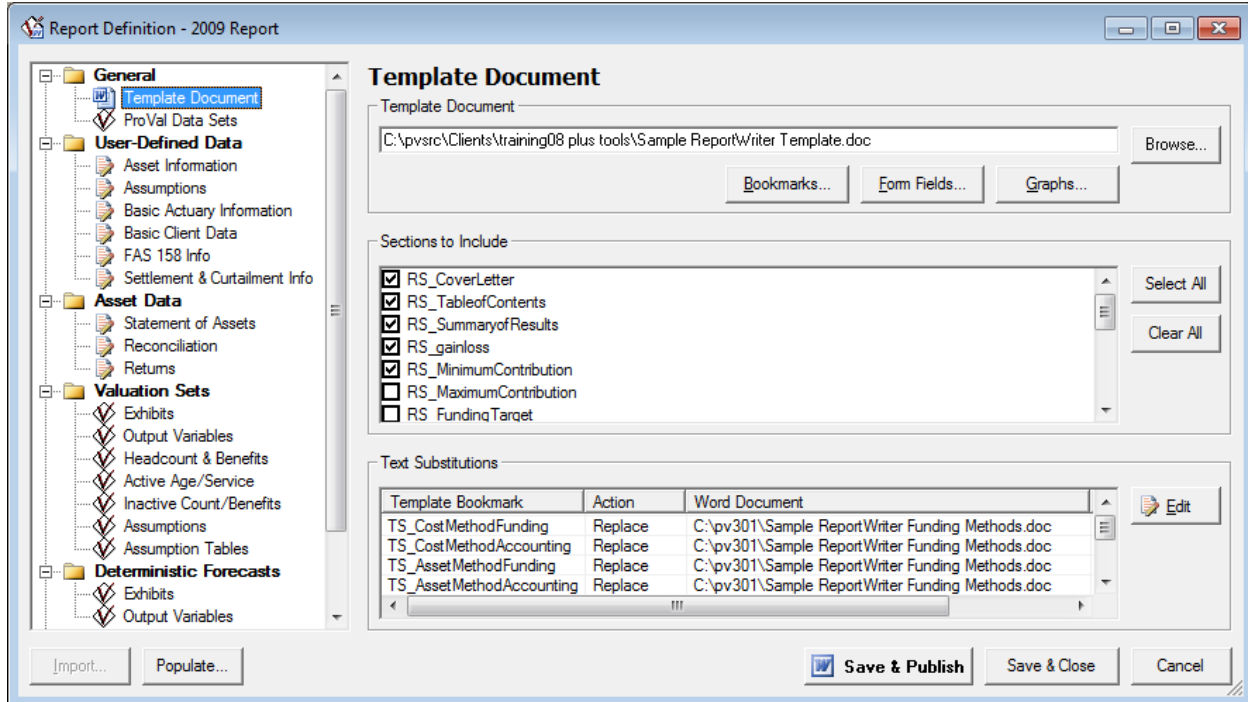 Report Definition - 2009 Report
General
Template Document
ProVal Data Sets
User-Defined Data
Asset Information
Assumptions
Basic Actuary Information
Basic Client Data
FAS 158 Info
Settlement & Curtailment Info
Asset Data
Statement of Assets
Reconciliation
Returns
Valuation Sets
Exhibits
Output Variables
Headcount & Benefits
Active Age/Service
Inactive Count/Benefits
Assumptions
Assumption Tables
Deterministic Forecasts
Exhibits
Output Variables
Template Document
Template Document
C:\pvsrc\Clients\training08 plus tools\Sample ReportWriter Template.doc
Browse...
Bookmarks... Form Fields... Graphs...
Sections to Include
RS_CoverLetter
RS_TableofContents
RS_SummaryofResults
RS_gainloss
RS_MinimumContribution
RS_MaximumContribution
RS_FundingTarget
Select All
Clear All
Text Substitutions
Template Bookmark Action Word Document
TS_CostMethodFunding Replace C:\pv301\Sample ReportWriter Funding Methods.doc
TS_CostMethodAccounting Replace C:\pv301\Sample ReportWriter Funding Methods.doc
TS_AssetMethodFunding Replace C:\pv301\Sample ReportWriter Funding Methods.doc
TS_AssetMethodAccounting Replace C:\pv301\Sample ReportWriter Funding Methods.doc
Edit
Import... Populate... Save & Publish Save & Close Cancel